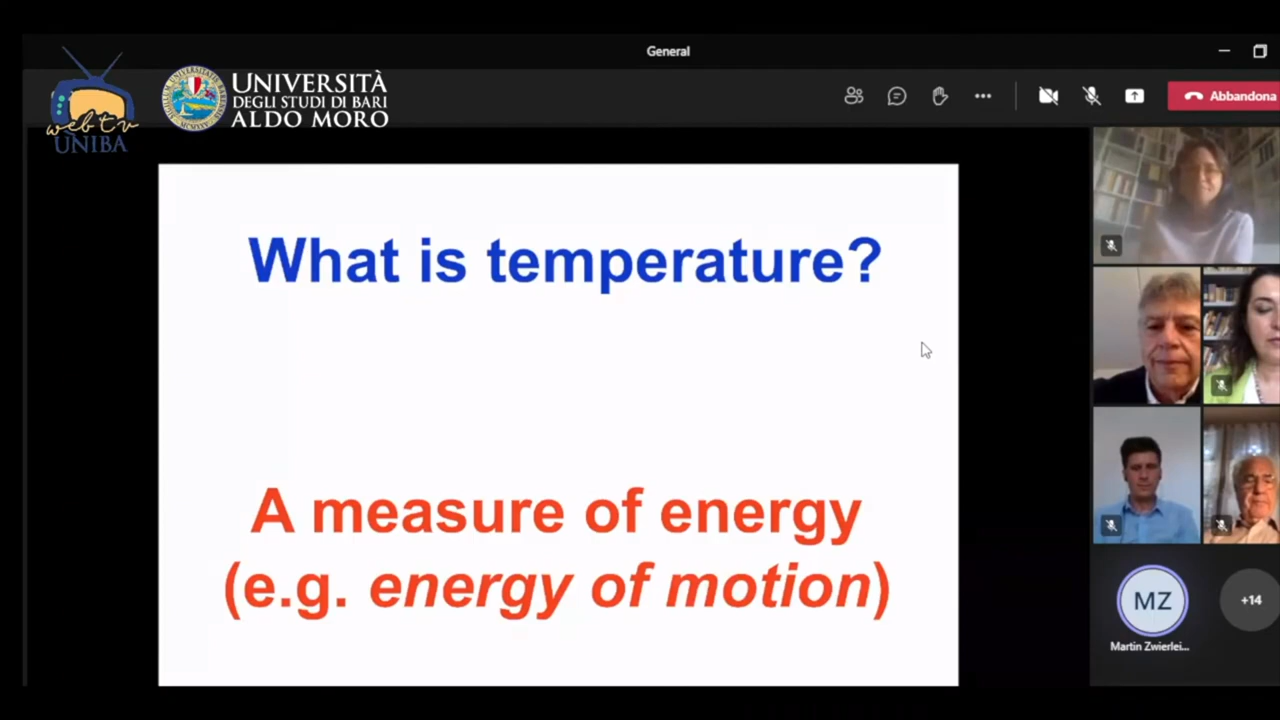 General
web tv
UNIBA
UNIVERSITÀ
DEGLI STUDI DI BARI
ALDO MORO
Abbandona
What is temperature?
A measure of energy
(e.g. energy of motion)
MZ
+14
Martin Zwierlei...